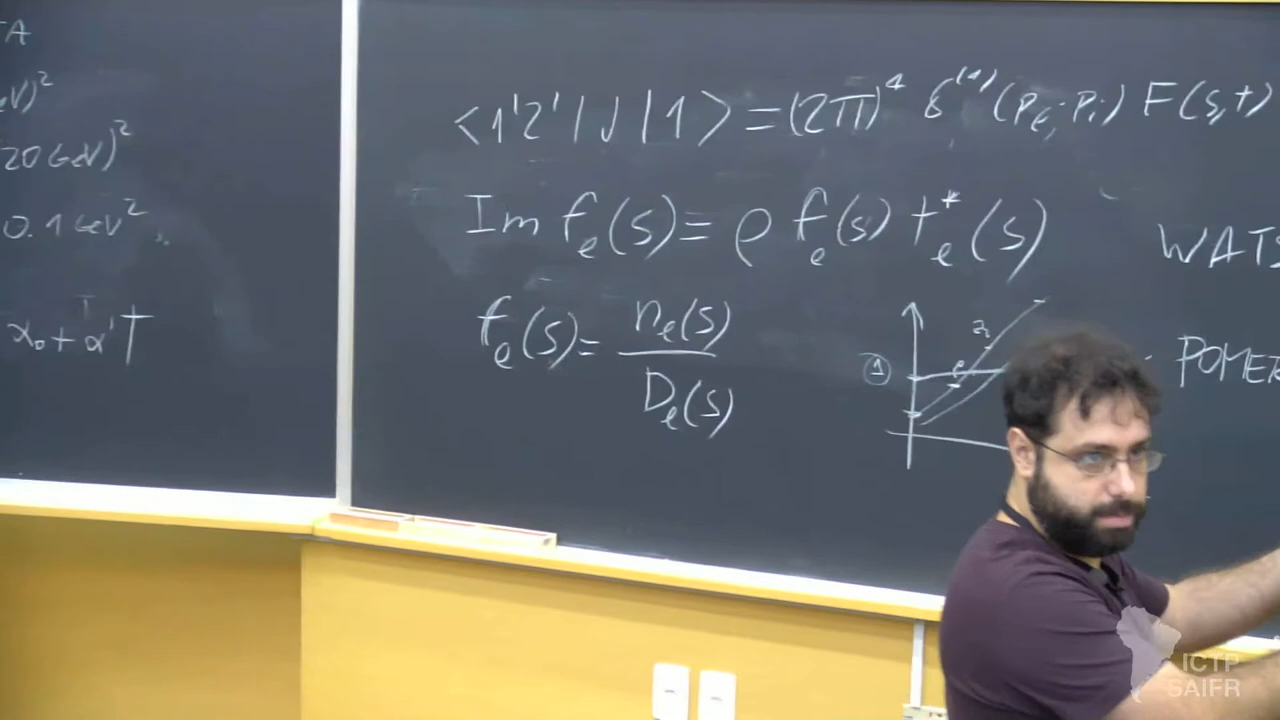 TA
eV)²
20 GeV)²
0.1 GeV²,
α₀ + α' t
<1'2'|J|1> = (2π)⁴ δ⁽⁴⁾(P_f - P_i) F(s,t)
Im f_ℓ(s) = ρ f_ℓ(s) t*_ℓ(s)
WATS
f_ℓ(s) = n_ℓ(s) / D_ℓ(s)
①
POMER
ICTP
SAIFR